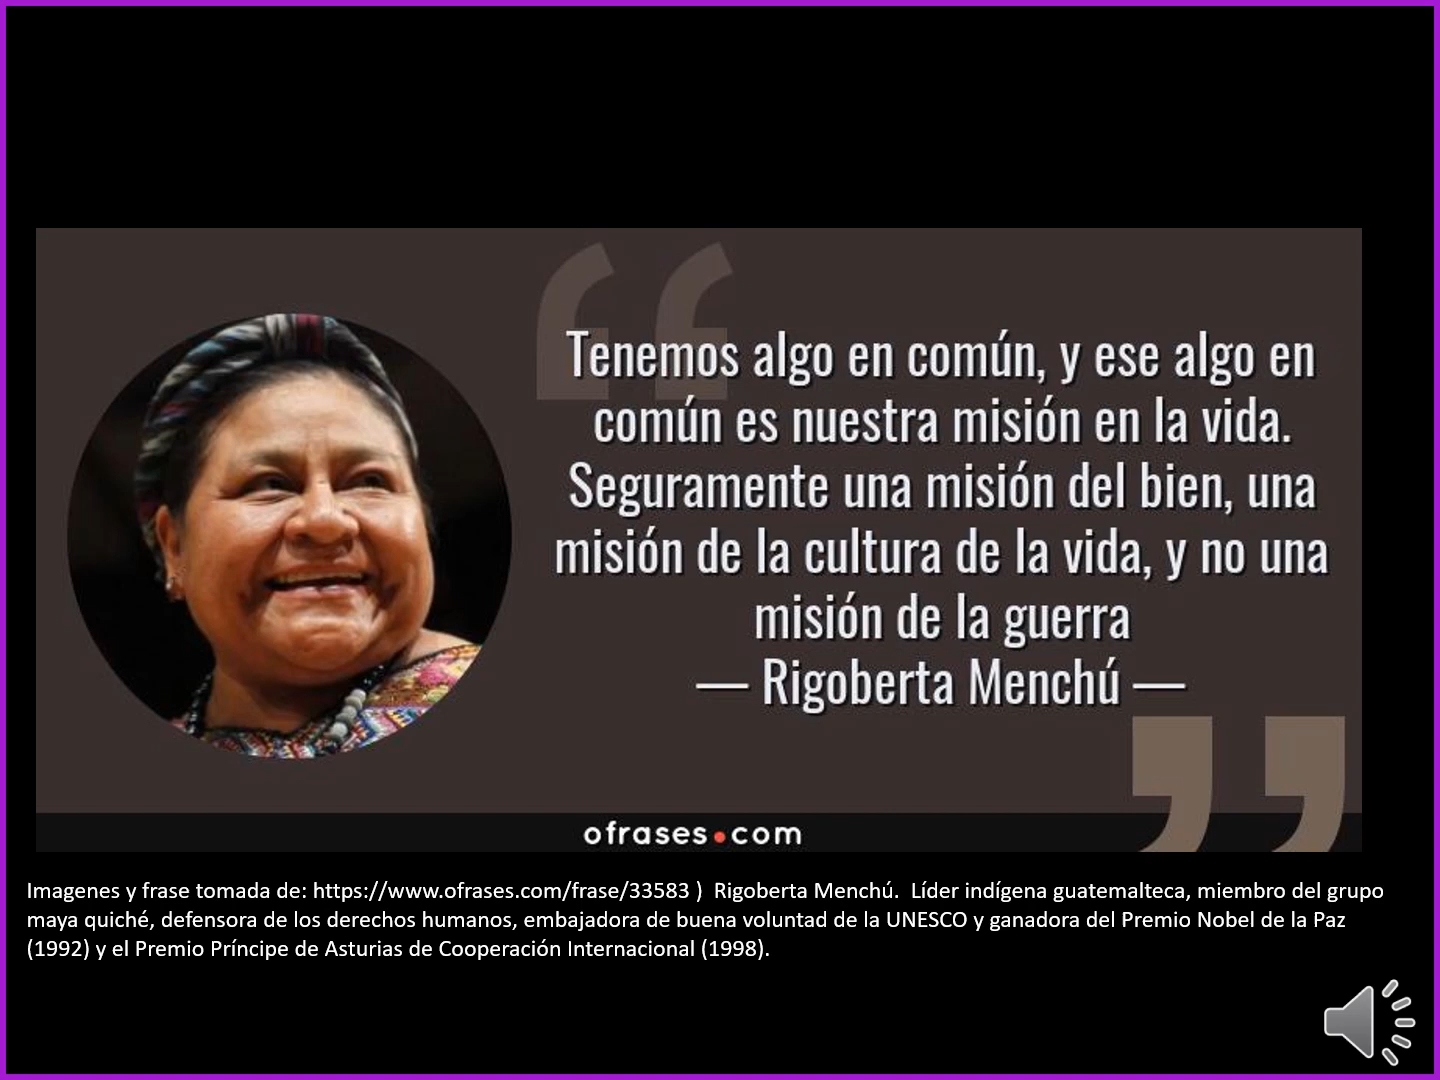 Tenemos algo en común, y ese algo en
común es nuestra misión en la vida.
Seguramente una misión del bien, una
misión de la cultura de la vida, y no una
misión de la guerra
— Rigoberta Menchú —
ofrases.com
Imagenes y frase tomada de: https://www.ofrases.com/frase/33583 )  Rigoberta Menchú.  Líder indígena guatemalteca, miembro del grupo
maya quiché, defensora de los derechos humanos, embajadora de buena voluntad de la UNESCO y ganadora del Premio Nobel de la Paz
(1992) y el Premio Príncipe de Asturias de Cooperación Internacional (1998).